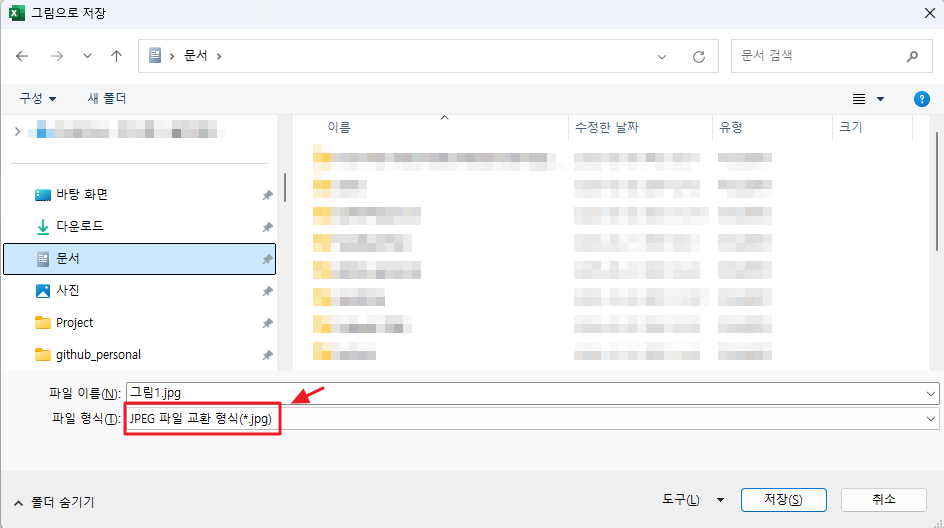 그림으로 저장
문서
문서 검색
구성
새 폴더
이름
수정한 날짜
유형
크기
바탕 화면
다운로드
문서
사진
Project
github_personal
파일 이름(N):
그림1.jpg
파일 형식(T):
JPEG 파일 교환 형식(*.jpg)
폴더 숨기기
도구(L)
저장(S)
취소